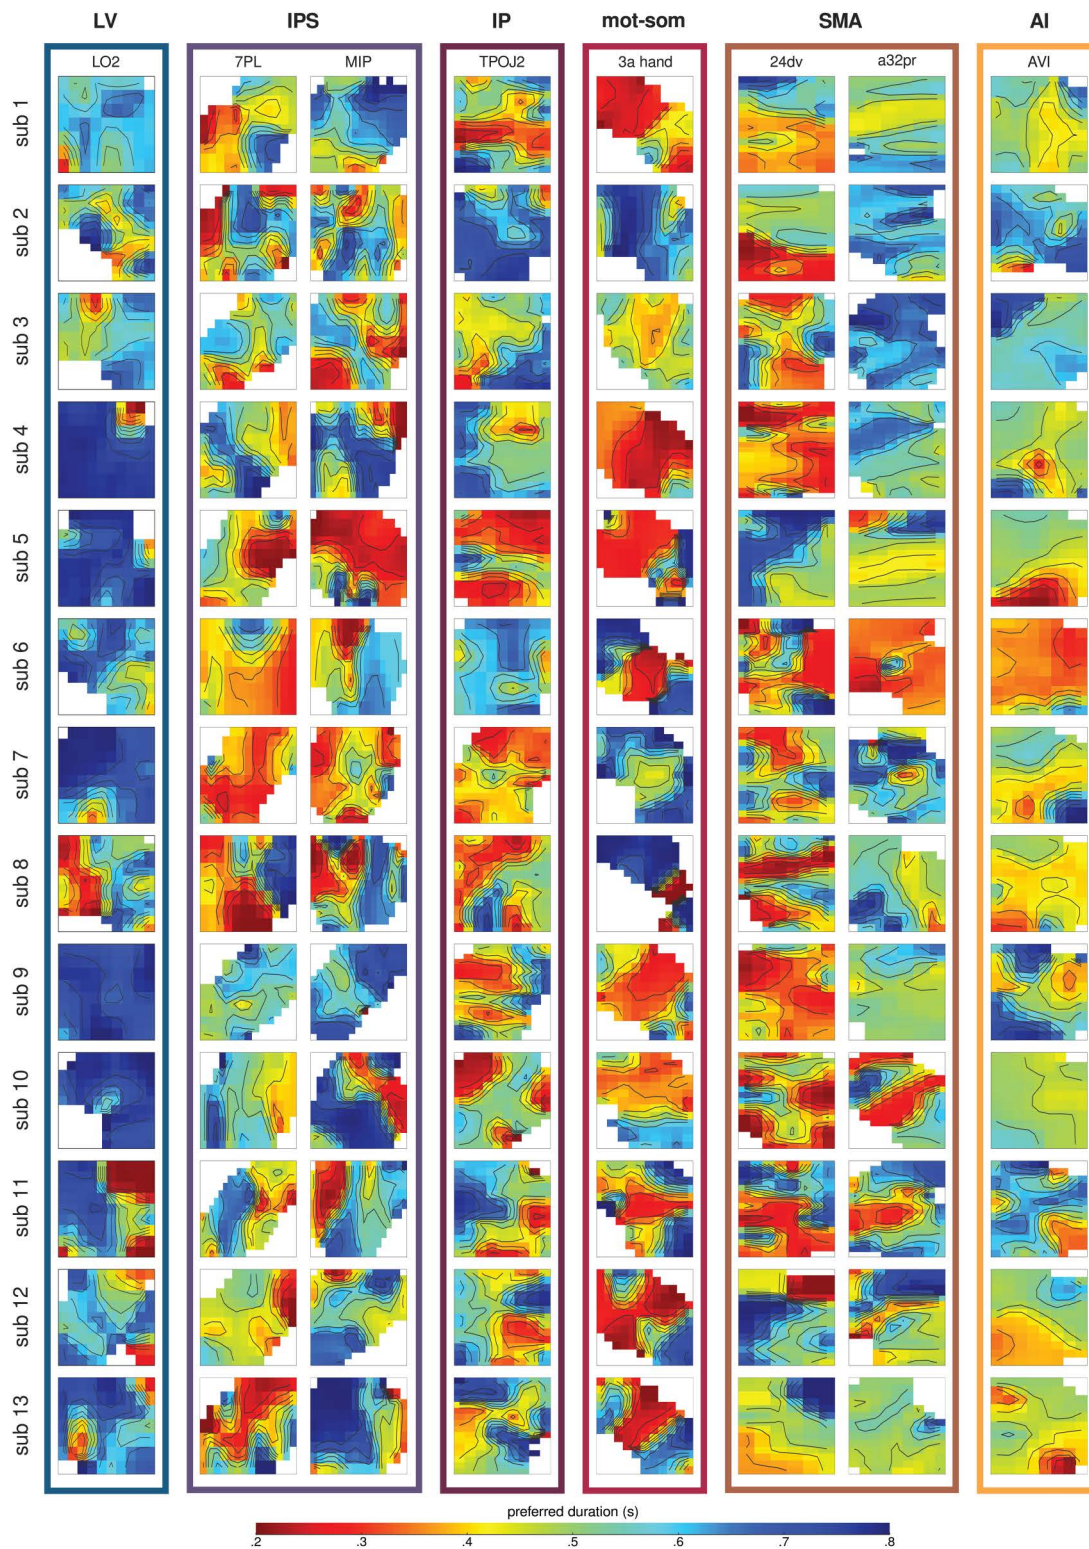 LV IPS IP mot-som SMA AI
LO2 7PL MIP TPOJ2 3a hand 24dv a32pr AVI
sub 1
sub 2
sub 3
sub 4
sub 5
sub 6
sub 7
sub 8
sub 9
sub 10
sub 11
sub 12
sub 13
preferred duration (s)
.2 .3 .4 .5 .6 .7 .8